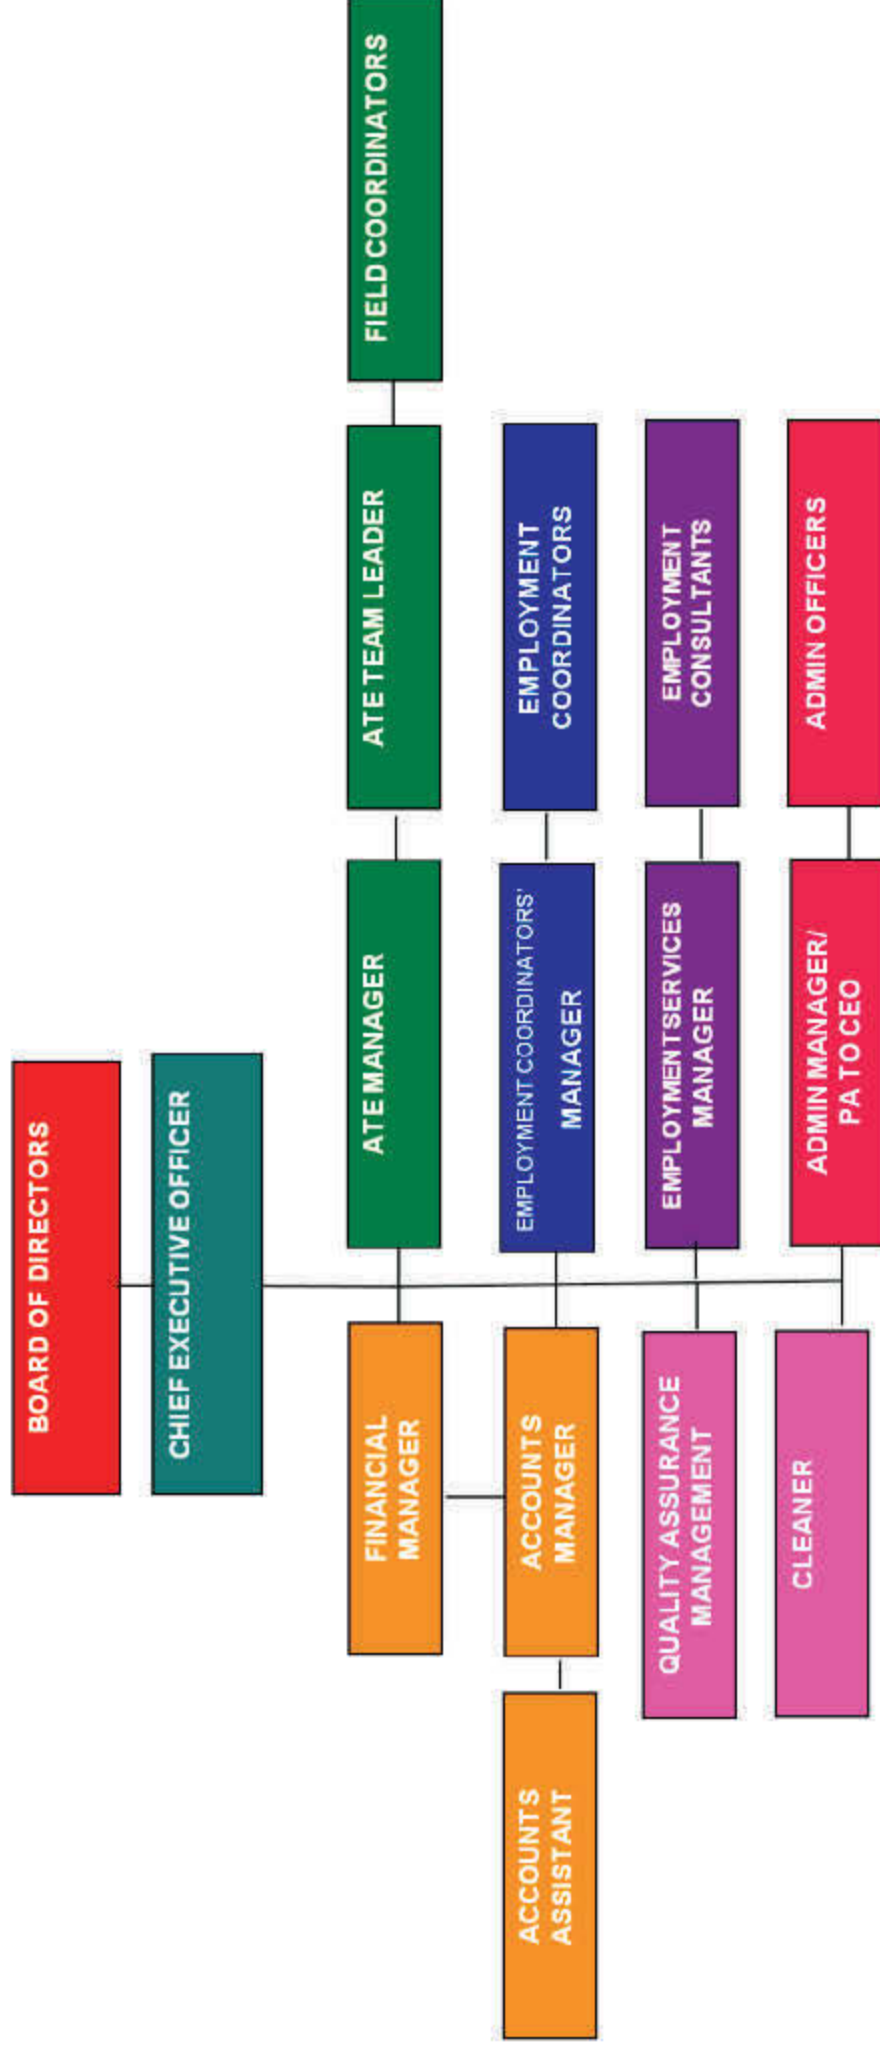 BOARD OF DIRECTORS
CHIEF EXECUTIVE OFFICER
FINANCIAL
MANAGER
ATE MANAGER
ATE TEAM LEADER
FIELD COORDINATORS
ACCOUNTS
ASSISTANT
ACCOUNTS
MANAGER
EMPLOYMENT COORDINATORS'
MANAGER
EMPLOYMENT
COORDINATORS
QUALITY ASSURANCE
MANAGEMENT
EMPLOYMENT SERVICES
MANAGER
EMPLOYMENT
CONSULTANTS
CLEANER
ADMIN MANAGER/
PA TO CEO
ADMIN OFFICERS